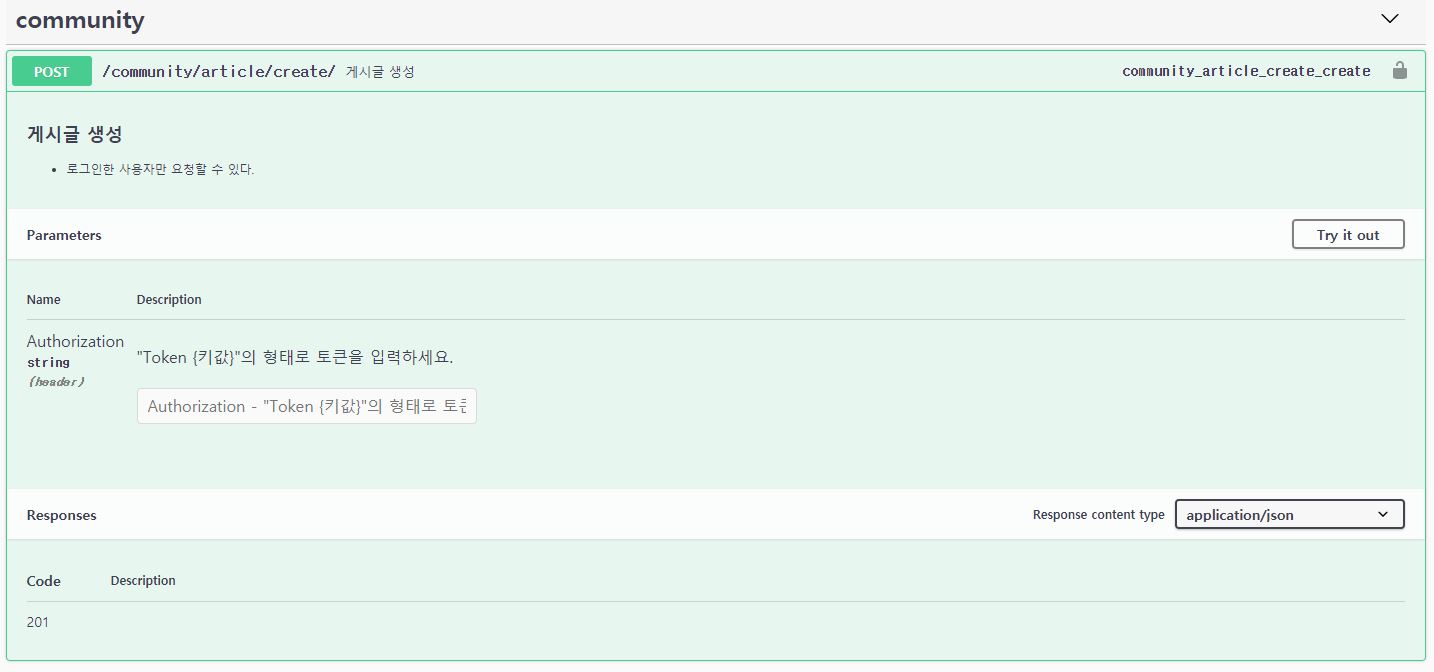 community
POST /community/article/create/ 게시글 생성 community_article_create_create
게시글 생성
• 로그인한 사용자만 요청할 수 있다.
Parameters Try it out
Name Description
Authorization
string
(header)
"Token {키값}"의 형태로 토큰을 입력하세요.
Authorization - "Token {키값}"의 형태로 토큰
Responses Response content type application/json
Code Description
201